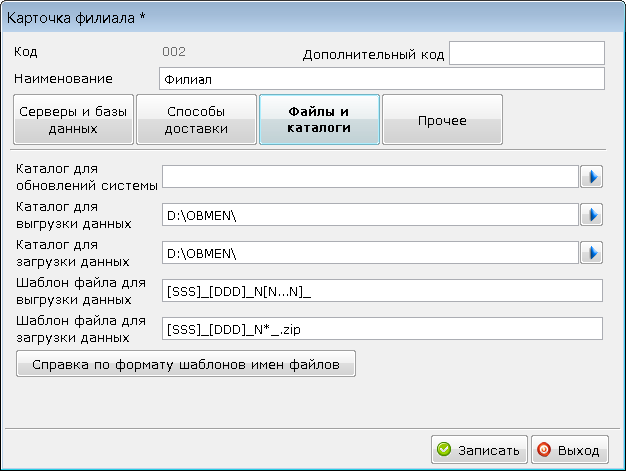 Карточка филиала *
Код 002 Дополнительный код
Наименование Филиал
Серверы и базы данных
Способы доставки
Файлы и каталоги
Прочее
Каталог для
обновлений системы
Каталог для
выгрузки данных D:\OBMEN\
Каталог для
загрузки данных D:\OBMEN\
Шаблон файла для
выгрузки данных [SSS]_[DDD]_N[N...N]_
Шаблон файла для
загрузки данных [SSS]_[DDD]_N*_.zip
Справка по формату шаблонов имен файлов
Записать Выход